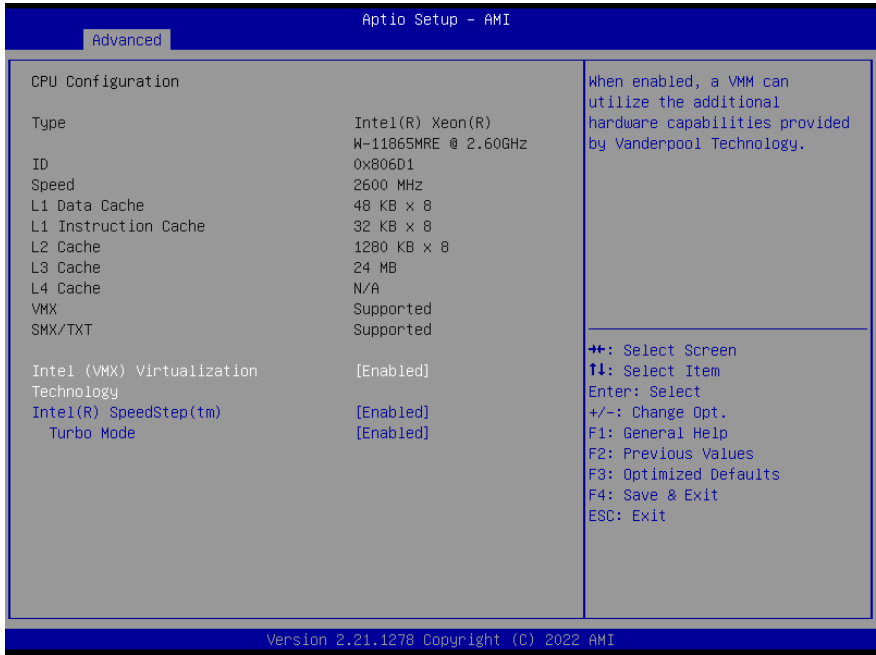 Aptio Setup – AMI
Advanced
CPU Configuration
Type Intel(R) Xeon(R)
W-11865MRE @ 2.60GHz
ID 0x806D1
Speed 2600 MHz
L1 Data Cache 48 KB x 8
L1 Instruction Cache 32 KB x 8
L2 Cache 1280 KB x 8
L3 Cache 24 MB
L4 Cache N/A
VMX Supported
SMX/TXT Supported
Intel (VMX) Virtualization [Enabled]
Technology
Intel(R) SpeedStep(tm) [Enabled]
Turbo Mode [Enabled]
When enabled, a VMM can
utilize the additional
hardware capabilities provided
by Vanderpool Technology.
→←: Select Screen
↑↓: Select Item
Enter: Select
+/-: Change Opt.
F1: General Help
F2: Previous Values
F3: Optimized Defaults
F4: Save & Exit
ESC: Exit
Version 2.21.1278 Copyright (C) 2022 AMI